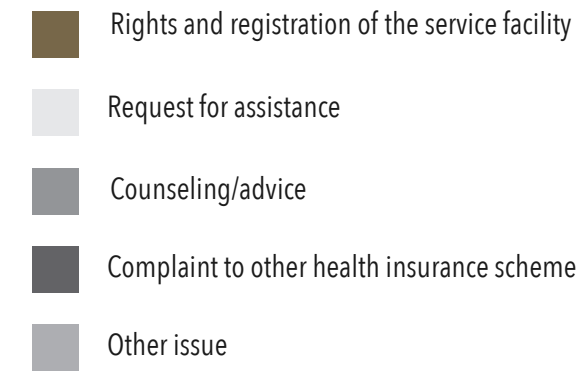 Rights and registration of the service facility
Request for assistance
Counseling/advice
Complaint to other health insurance scheme
Other issue